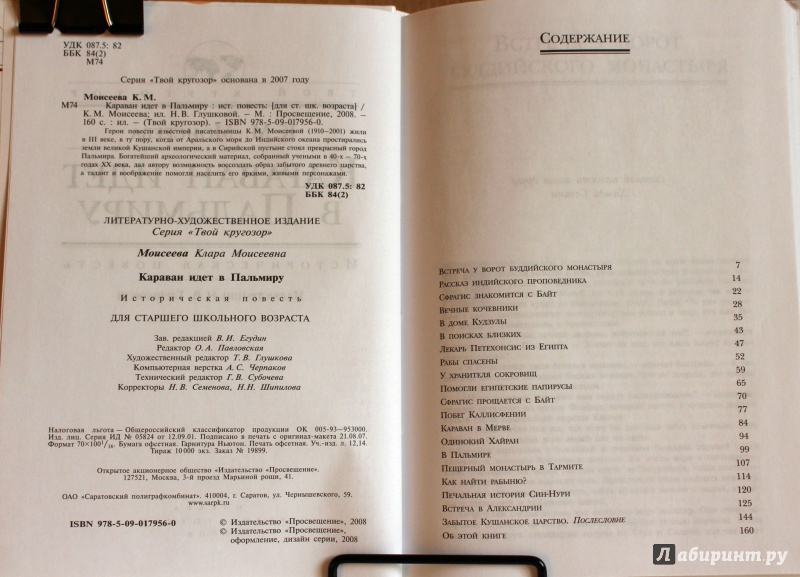 УДК 087.5: 82
ББК 84(2)
М74
Серия «Твой кругозор» основана в 2007 году
Моисеева К. М.
М74 Караван идет в Пальмиру : ист. повесть: [для ст. шк. возраста] /
К. М. Моисеева; ил. Н. В. Глушковой. – М. : Просвещение, 2008. –
160 с. : ил. – (Твой кругозор). – ISBN 978-5-09-017956-0.
Герои повести известной писательницы К. М. Моисеевой (1910–2001) жили
в III веке, в ту пору, когда от Аральского моря до Индийского океана простирались
земли великой Кушанской империи, а в Сирийской пустыне стоял прекрасный город
Пальмира. Богатейший археологический материал, собранный учеными в 40-х – 70-х
годах XX века, дал автору возможность воссоздать образ забытого древнего царства,
а талант и воображение помогли населить его яркими, живыми персонажами.
УДК 087.5: 82
ББК 84(2)
ЛИТЕРАТУРНО-ХУДОЖЕСТВЕННОЕ ИЗДАНИЕ
Серия «Твой кругозор»
Моисеева Клара Моисеевна
Караван идет в Пальмиру
Историческая повесть
ДЛЯ СТАРШЕГО ШКОЛЬНОГО ВОЗРАСТА
Зав. редакцией В. И. Егудин
Редактор О. А. Павловская
Художественный редактор Т. В. Глушкова
Компьютерная верстка А. С. Черпаков
Технический редактор Г. В. Субочева
Корректоры Н. В. Семенова, Н.Н. Шипилова
Налоговая льгота – Общероссийский классификатор продукции ОК 005-93–953000.
Изд. лиц. Серия ИД № 05824 от 12.09.01. Подписано в печать с оригинал-макета 21.08.07.
Формат 70×100 1/16. Бумага офсетная. Гарнитура Ньютон. Печать офсетная. Уч.-изд. л. 12,14.
Тираж 10 000 экз. Заказ № 19899.
Открытое акционерное общество «Издательство «Просвещение».
127521, Москва, 3-й проезд Марьиной рощи, 41.
ОАО «Саратовский полиграфкомбинат». 410004, г. Саратов, ул. Чернышевского, 59.
www.sarpk.ru
ISBN 978-5-09-017956-0
© Издательство «Просвещение», 2008
© Издательство «Просвещение»,
оформление, дизайн серии, 2008
Содержание
Встреча у ворот буддийского монастыря 7
Рассказ индийского проповедника 14
Сфрагис знакомится с Байт 22
Вечные кочевники 28
В доме Кудзулы 35
В поисках близких 43
Лекарь Петехонсис из Египта 47
Рабы спасены 52
У хранителя сокровищ 59
Помогли египетские папирусы 65
Сфрагис прощается с Байт 70
Побег Каллисфении 77
Караван в Мерве 84
Одинокий Хайран 94
В Пальмире 99
Пещерный монастырь в Тармите 107
Как найти рабыню? 114
Печальная история Син-Нури 120
Встреча в Александрии 125
Забытое Кушанское царство. Послесловие 144
Об этой книге 160
Лабиринт.ру